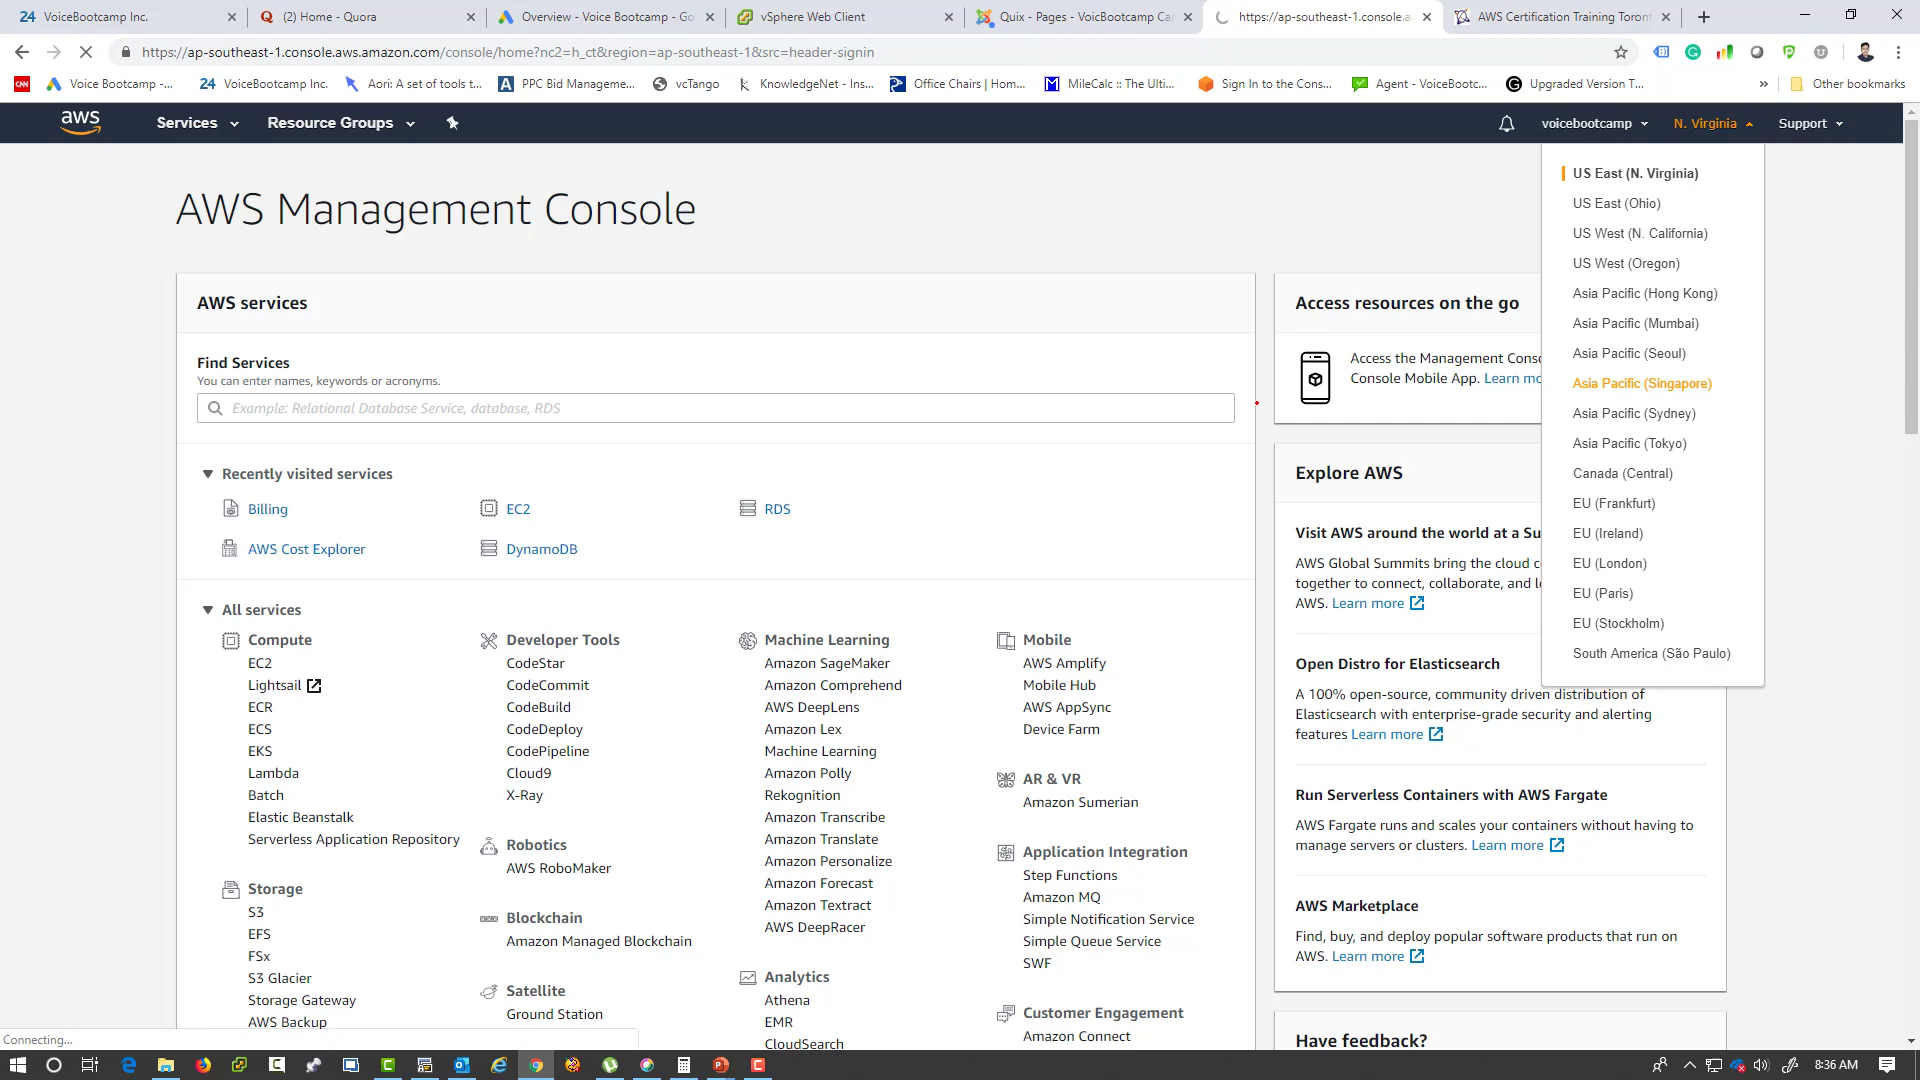 VoiceBootcamp Inc.
(2) Home - Quora
Overview - Voice Bootcamp - Go
vSphere Web Client
Quix - Pages - VoicBootcamp Ca
https://ap-southeast-1.console.a
AWS Certification Training Toron
https://ap-southeast-1.console.aws.amazon.com/console/home?nc2=h_ct&region=ap-southeast-1&src=header-signin
CNN
Voice Bootcamp -...
24 VoiceBootcamp Inc.
Aori: A set of tools t...
PPC Bid Manageme...
vcTango
KnowledgeNet - Ins...
Office Chairs | Hom...
MileCalc :: The Ulti...
Sign In to the Cons...
Agent - VoiceBootc...
Upgraded Version T...
»
Other bookmarks
aws
Services
Resource Groups
voicebootcamp
N. Virginia
Support
US East (N. Virginia)
US East (Ohio)
US West (N. California)
US West (Oregon)
Asia Pacific (Hong Kong)
Asia Pacific (Mumbai)
Asia Pacific (Seoul)
Asia Pacific (Singapore)
Asia Pacific (Sydney)
Asia Pacific (Tokyo)
Canada (Central)
EU (Frankfurt)
EU (Ireland)
EU (London)
EU (Paris)
EU (Stockholm)
South America (São Paulo)
AWS Management Console
AWS services
Find Services
You can enter names, keywords or acronyms.
Example: Relational Database Service, database, RDS
Recently visited services
Billing
EC2
RDS
AWS Cost Explorer
DynamoDB
All services
Compute
EC2
Lightsail
ECR
ECS
EKS
Lambda
Batch
Elastic Beanstalk
Serverless Application Repository
Storage
S3
EFS
FSx
S3 Glacier
Storage Gateway
AWS Backup
Developer Tools
CodeStar
CodeCommit
CodeBuild
CodeDeploy
CodePipeline
Cloud9
X-Ray
Robotics
AWS RoboMaker
Blockchain
Amazon Managed Blockchain
Satellite
Ground Station
Machine Learning
Amazon SageMaker
Amazon Comprehend
AWS DeepLens
Amazon Lex
Machine Learning
Amazon Polly
Rekognition
Amazon Transcribe
Amazon Translate
Amazon Personalize
Amazon Forecast
Amazon Textract
AWS DeepRacer
Analytics
Athena
EMR
CloudSearch
Mobile
AWS Amplify
Mobile Hub
AWS AppSync
Device Farm
AR & VR
Amazon Sumerian
Application Integration
Step Functions
Amazon MQ
Simple Notification Service
Simple Queue Service
SWF
Customer Engagement
Amazon Connect
Access resources on the go
Access the Management Conso
Console Mobile App. Learn mo
Explore AWS
Visit AWS around the world at a Su
AWS Global Summits bring the cloud c
together to connect, collaborate, and l
AWS. Learn more
Open Distro for Elasticsearch
A 100% open-source, community driven distribution of
Elasticsearch with enterprise-grade security and alerting
features Learn more
Run Serverless Containers with AWS Fargate
AWS Fargate runs and scales your containers without having to
manage servers or clusters. Learn more
AWS Marketplace
Find, buy, and deploy popular software products that run on
AWS. Learn more
Have feedback?
Connecting...
8:36 AM